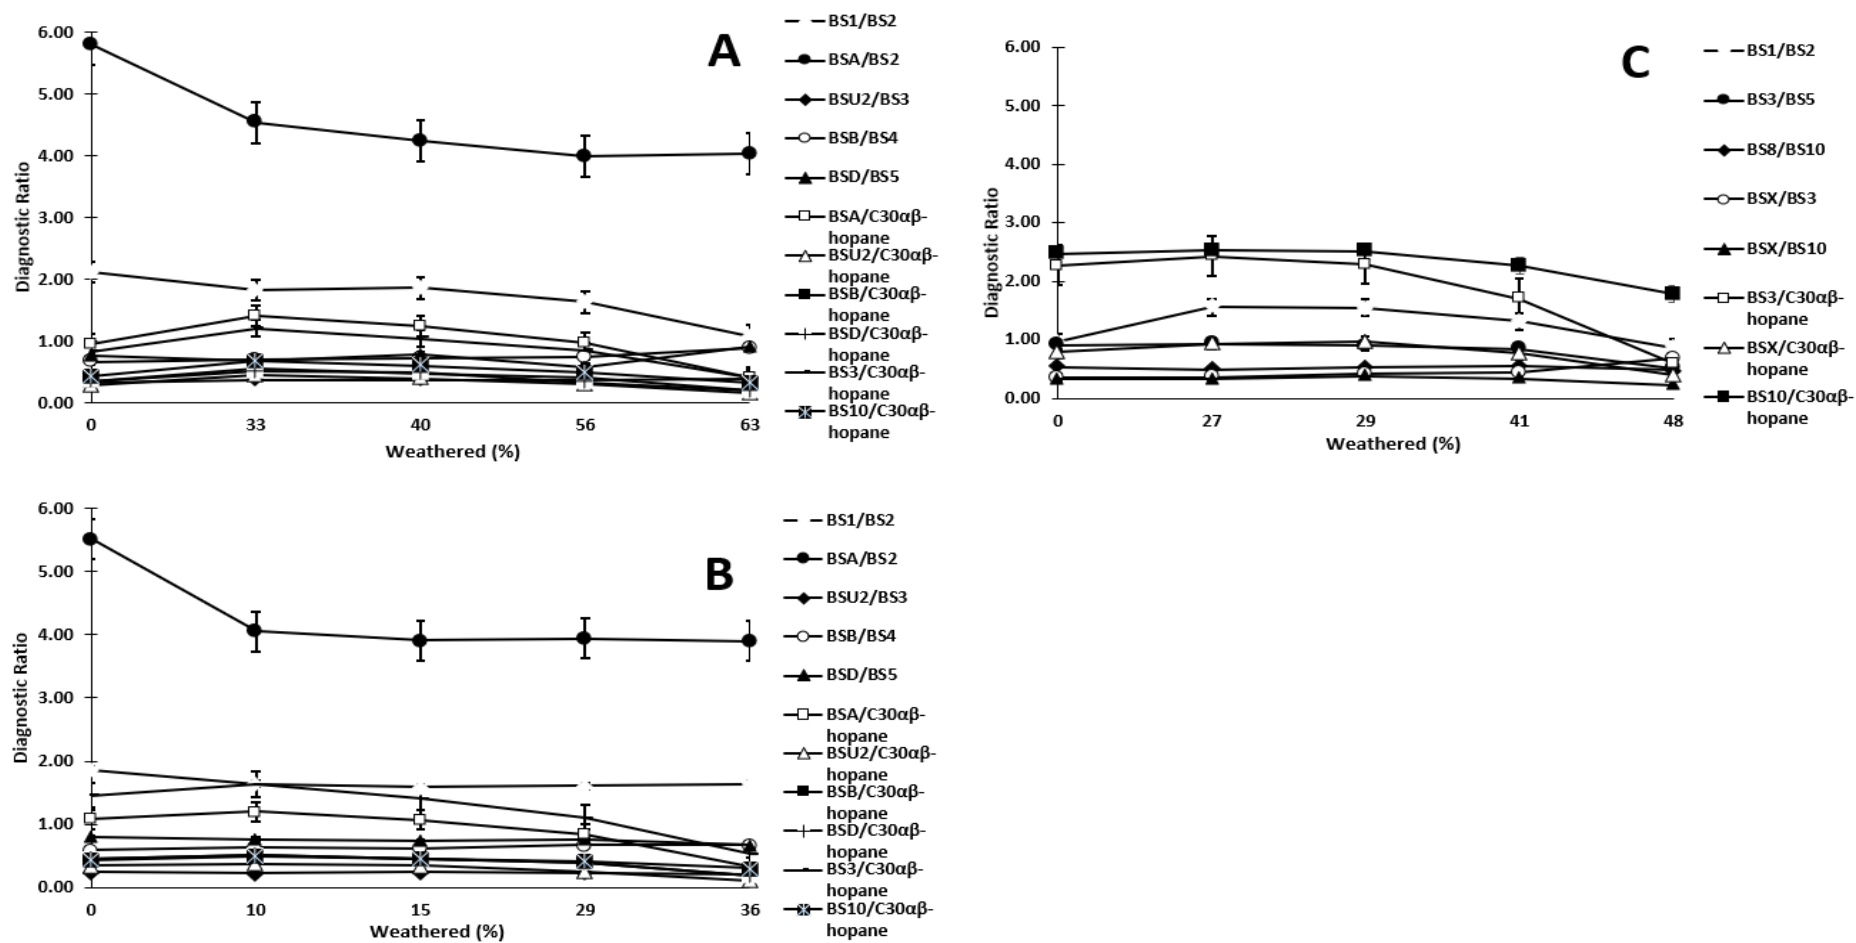 A
6.00
5.00
4.00
3.00
2.00
1.00
0.00
Diagnostic Ratio
0 33 40 56 63
Weathered (%)
BS1/BS2
BSA/BS2
BSU2/BS3
BSB/BS4
BSD/BS5
BSA/C30αβ-
hopane
BSU2/C30αβ-
hopane
BSB/C30αβ-
hopane
BSD/C30αβ-
hopane
BS3/C30αβ-
hopane
BS10/C30αβ-
hopane
C
6.00
5.00
4.00
3.00
2.00
1.00
0.00
Diagnostic Ratio
0 27 29 41 48
Weathered (%)
BS1/BS2
BS3/BS5
BS8/BS10
BSX/BS3
BSX/BS10
BS3/C30αβ-
hopane
BSX/C30αβ-
hopane
BS10/C30αβ-
hopane
B
6.00
5.00
4.00
3.00
2.00
1.00
0.00
Diagnostic Ratio
0 10 15 29 36
Weathered (%)
BS1/BS2
BSA/BS2
BSU2/BS3
BSB/BS4
BSD/BS5
BSA/C30αβ-
hopane
BSU2/C30αβ-
hopane
BSB/C30αβ-
hopane
BSD/C30αβ-
hopane
BS3/C30αβ-
hopane
BS10/C30αβ-
hopane